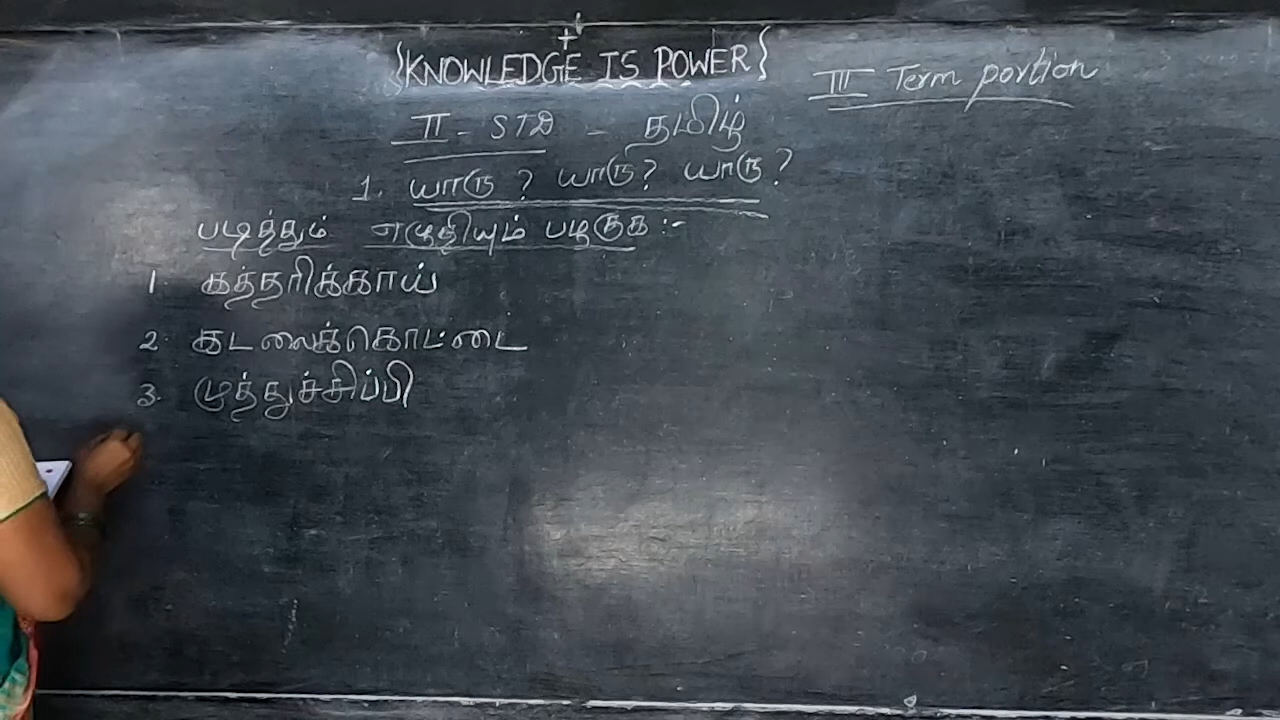 +
{KNOWLEDGE IS POWER}
III Term portion
II - STD - தமிழ்
1. யாரு? யாரு? யாரு?
படித்தும் எழுதியும் பழகுக :-
1. கத்தரிக்காய்
2. கடலைக்கொட்டை
3. முத்துச்சிப்பி